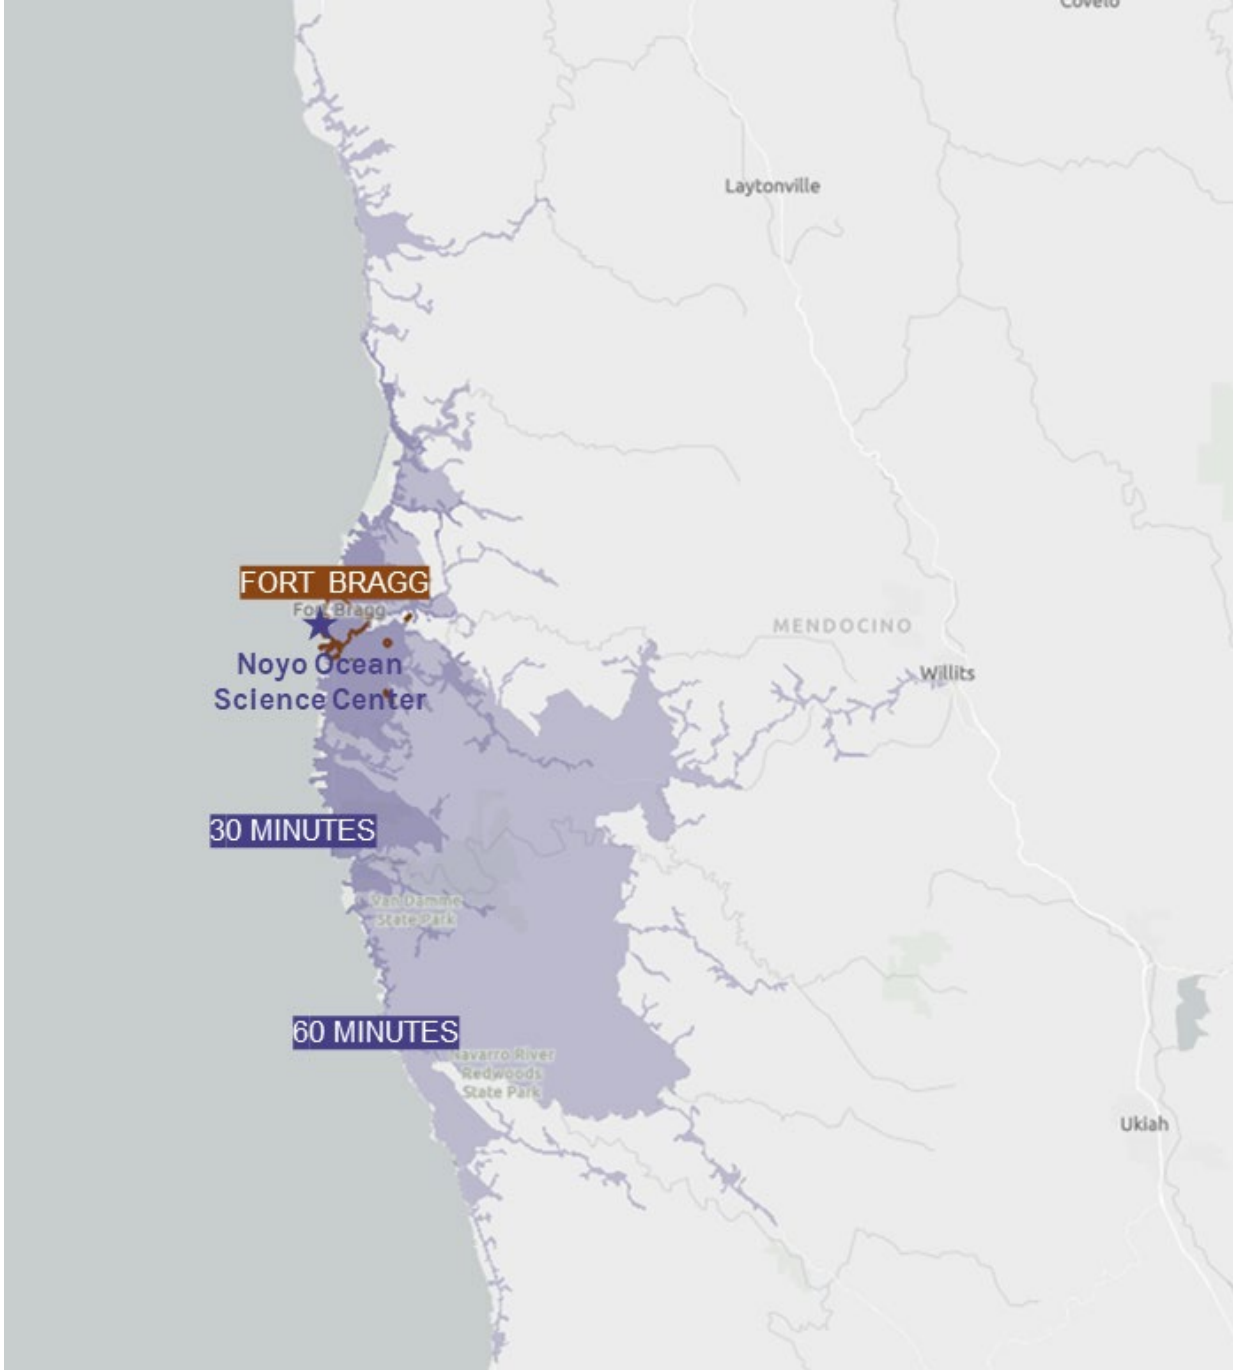 Covelo
Laytonville
FORT BRAGG
Fort Bragg
MENDOCINO
Noyo Ocean
Science Center
Willits
30 MINUTES
Van Damme
State Park
60 MINUTES
Navarro River
Redwoods
State Park
Ukiah